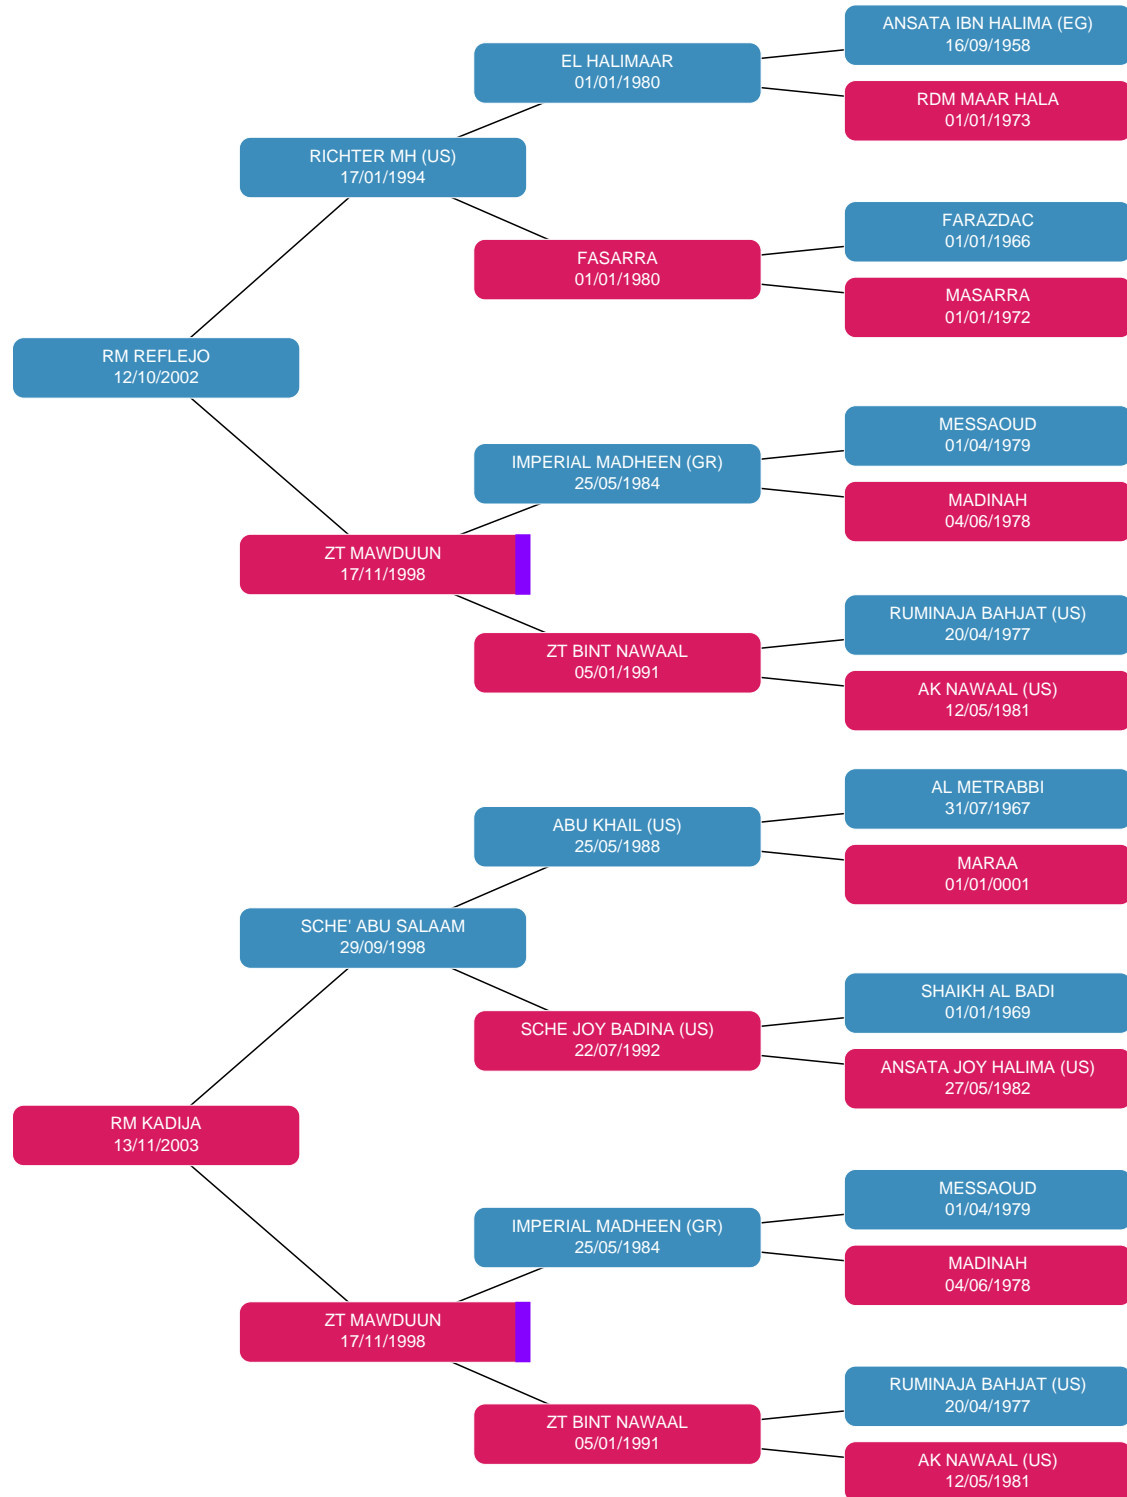 ANSATA IBN HALIMA (EG)
16/09/1958
EL HALIMAAR
01/01/1980
RDM MAAR HALA
01/01/1973
RICHTER MH (US)
17/01/1994
FARAZDAC
01/01/1966
FASARRA
01/01/1980
MASARRA
01/01/1972
RM REFLEJO
12/10/2002
MESSAOUD
01/04/1979
IMPERIAL MADHEEN (GR)
25/05/1984
MADINAH
04/06/1978
ZT MAWDUUN
17/11/1998
RUMINAJA BAHJAT (US)
20/04/1977
ZT BINT NAWAAL
05/01/1991
AK NAWAAL (US)
12/05/1981
AL METRABBI
31/07/1967
ABU KHAIL (US)
25/05/1988
MARAA
01/01/0001
SCHE' ABU SALAAM
29/09/1998
SHAIKH AL BADI
01/01/1969
SCHE JOY BADINA (US)
22/07/1992
ANSATA JOY HALIMA (US)
27/05/1982
RM KADIJA
13/11/2003
MESSAOUD
01/04/1979
IMPERIAL MADHEEN (GR)
25/05/1984
MADINAH
04/06/1978
ZT MAWDUUN
17/11/1998
RUMINAJA BAHJAT (US)
20/04/1977
ZT BINT NAWAAL
05/01/1991
AK NAWAAL (US)
12/05/1981